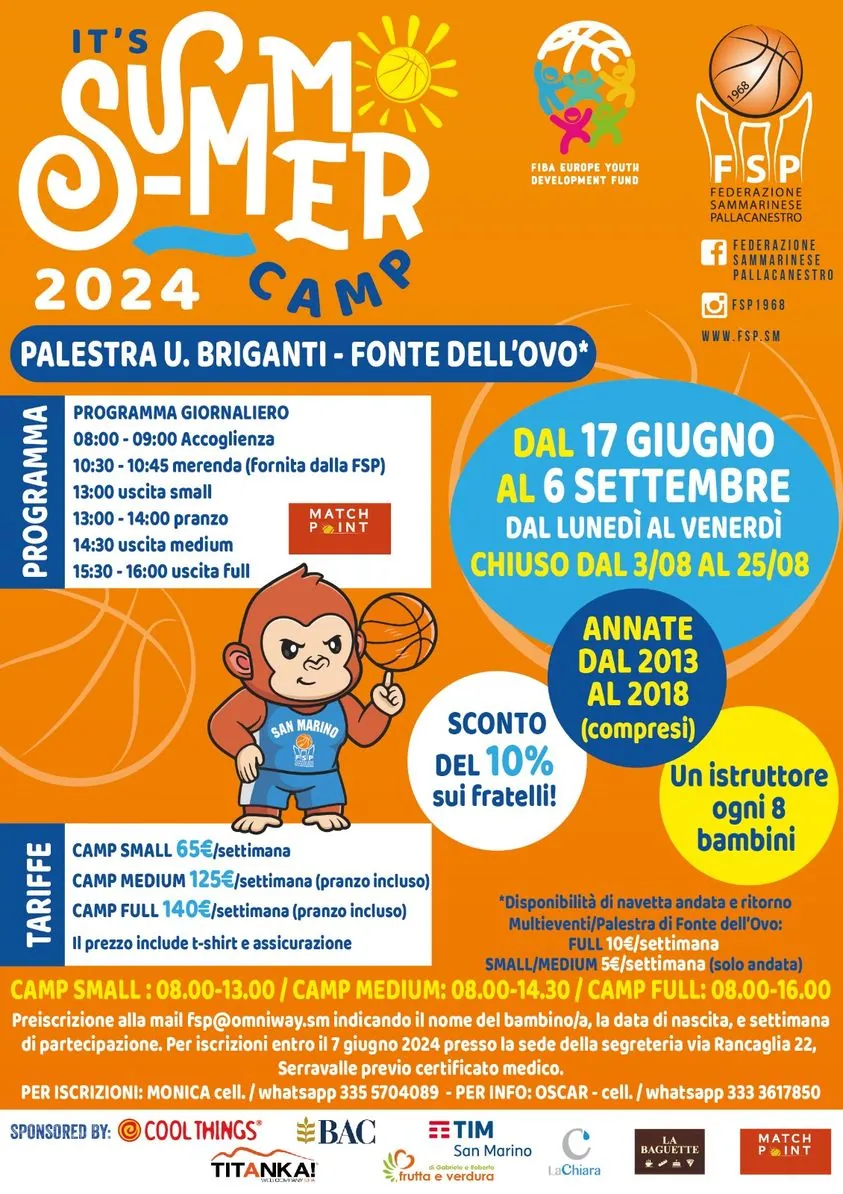 IT'S
SUMMER
2024 CAMP
FIBA EUROPE YOUTH
DEVELOPMENT FUND
1968
FSP
FEDERAZIONE
SAMMARINESE
PALLACANESTRO
FEDERAZIONE
SAMMARINESE
PALLACANESTRO
FSP1968
WWW.FSP.SM
PALESTRA U. BRIGANTI - FONTE DELL'OVO*
PROGRAMMA
PROGRAMMA GIORNALIERO
08:00 - 09:00 Accoglienza
10:30 - 10:45 merenda (fornita dalla FSP)
13:00 uscita small
13:00 - 14:00 pranzo
14:30 uscita medium
15:30 - 16:00 uscita full
MATCH
POINT
DAL 17 GIUGNO
AL 6 SETTEMBRE
DAL LUNEDÌ AL VENERDÌ
CHIUSO DAL 3/08 AL 25/08
ANNATE
DAL 2013
AL 2018
(compresi)
SAN MARINO
FSP
SCONTO
DEL 10%
sui fratelli!
Un istruttore
ogni 8
bambini
TARIFFE
CAMP SMALL 65€/settimana
CAMP MEDIUM 125€/settimana (pranzo incluso)
CAMP FULL 140€/settimana (pranzo incluso)
Il prezzo include t-shirt e assicurazione
*Disponibilità di navetta andata e ritorno
Multieventi/Palestra di Fonte dell'Ovo:
FULL 10€/settimana
SMALL/MEDIUM 5€/settimana (solo andata)
CAMP SMALL : 08.00-13.00 / CAMP MEDIUM: 08.00-14.30 / CAMP FULL: 08.00-16.00
Preiscrizione alla mail fsp@omniway.sm indicando il nome del bambino/a, la data di nascita, e settimana
di partecipazione. Per iscrizioni entro il 7 giugno 2024 presso la sede della segreteria via Rancaglia 22,
Serravalle previo certificato medico.
PER ISCRIZIONI: MONICA cell. / whatsapp 335 5704089 - PER INFO: OSCAR - cell. / whatsapp 333 3617850
SPONSORED BY: COOL THINGS®
BAC
TIM
San Marino
LaChiara
LA
BAGUETTE
MATCH
POINT
TITANKA!
di Gabriele e Roberto
frutta e verdura